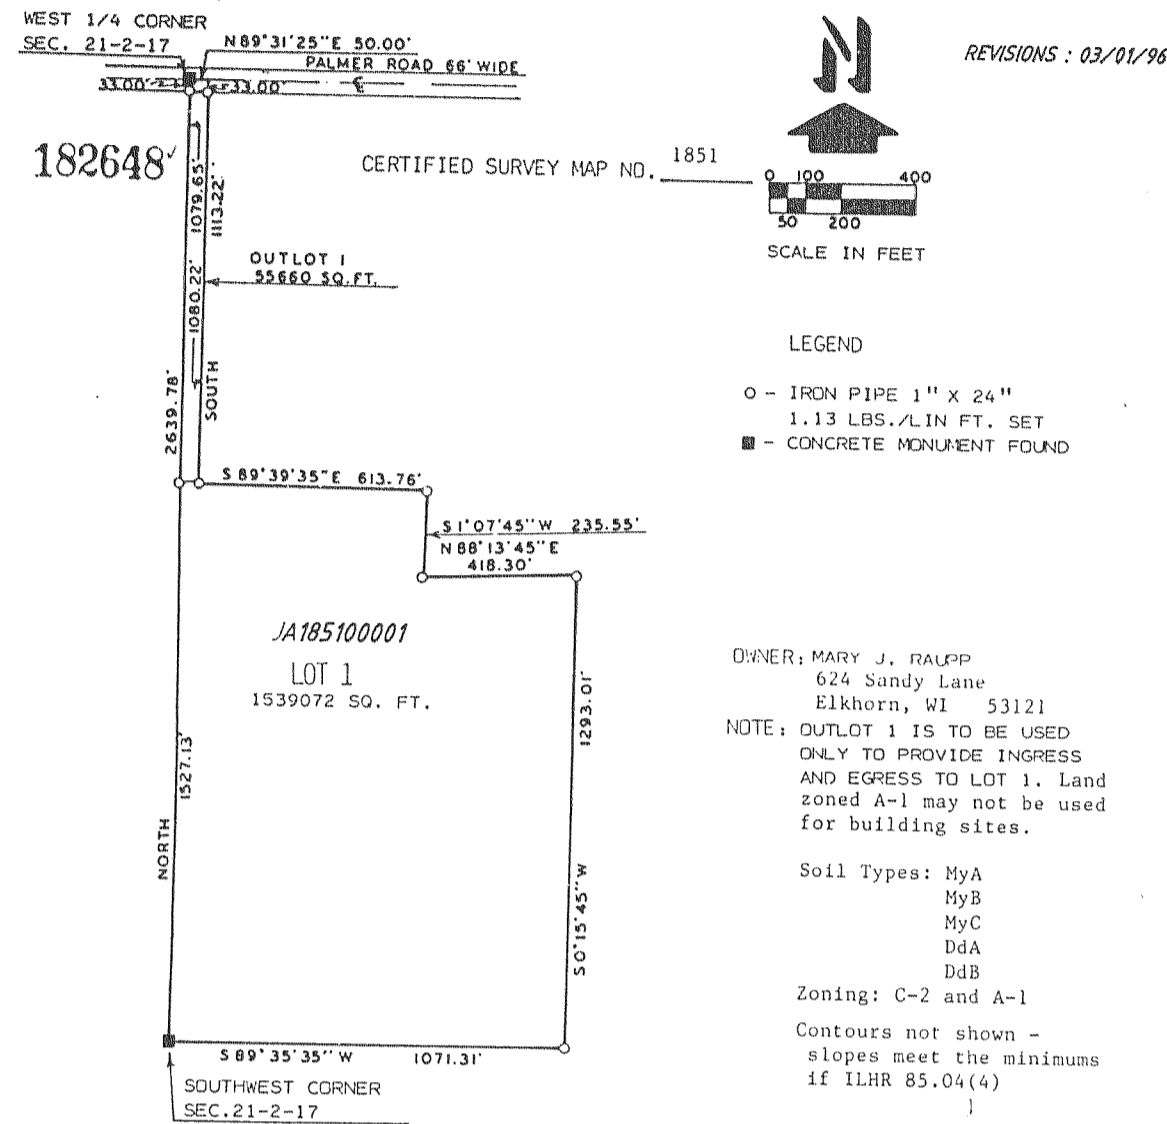 WEST 1/4 CORNER
SEC. 21-2-17
N89°31'25"E 50.00'
PALMER ROAD 66' WIDE
33.00'
33.00'
REVISIONS : 03/01/96
182648
CERTIFIED SURVEY MAP NO. 1851
N
0 100 400
50 200
SCALE IN FEET
1079.65'
1113.22'
OUTLOT 1
55660 SQ.FT.
1080.22'
SOUTH
2639.78'
LEGEND
O - IRON PIPE 1" X 24"
1.13 LBS./LIN FT. SET
■ - CONCRETE MONUMENT FOUND
S 89°39'35"E 613.76'
S 1°07'45"W 235.55'
N 88°13'45"E
418.30'
JA185100001
LOT 1
1539072 SQ. FT.
1293.01'
S 0°15'45"W
1527.13'
NORTH
S 89°35'35"W 1071.31'
SOUTHWEST CORNER
SEC.21-2-17
OWNER: MARY J. RAUPP
624 Sandy Lane
Elkhorn, WI 53121
NOTE: OUTLOT 1 IS TO BE USED
ONLY TO PROVIDE INGRESS
AND EGRESS TO LOT 1. Land
zoned A-1 may not be used
for building sites.
Soil Types: MyA
MyB
MyC
DdA
DdB
Zoning: C-2 and A-1
Contours not shown -
slopes meet the minimums
if ILHR 85.04(4)